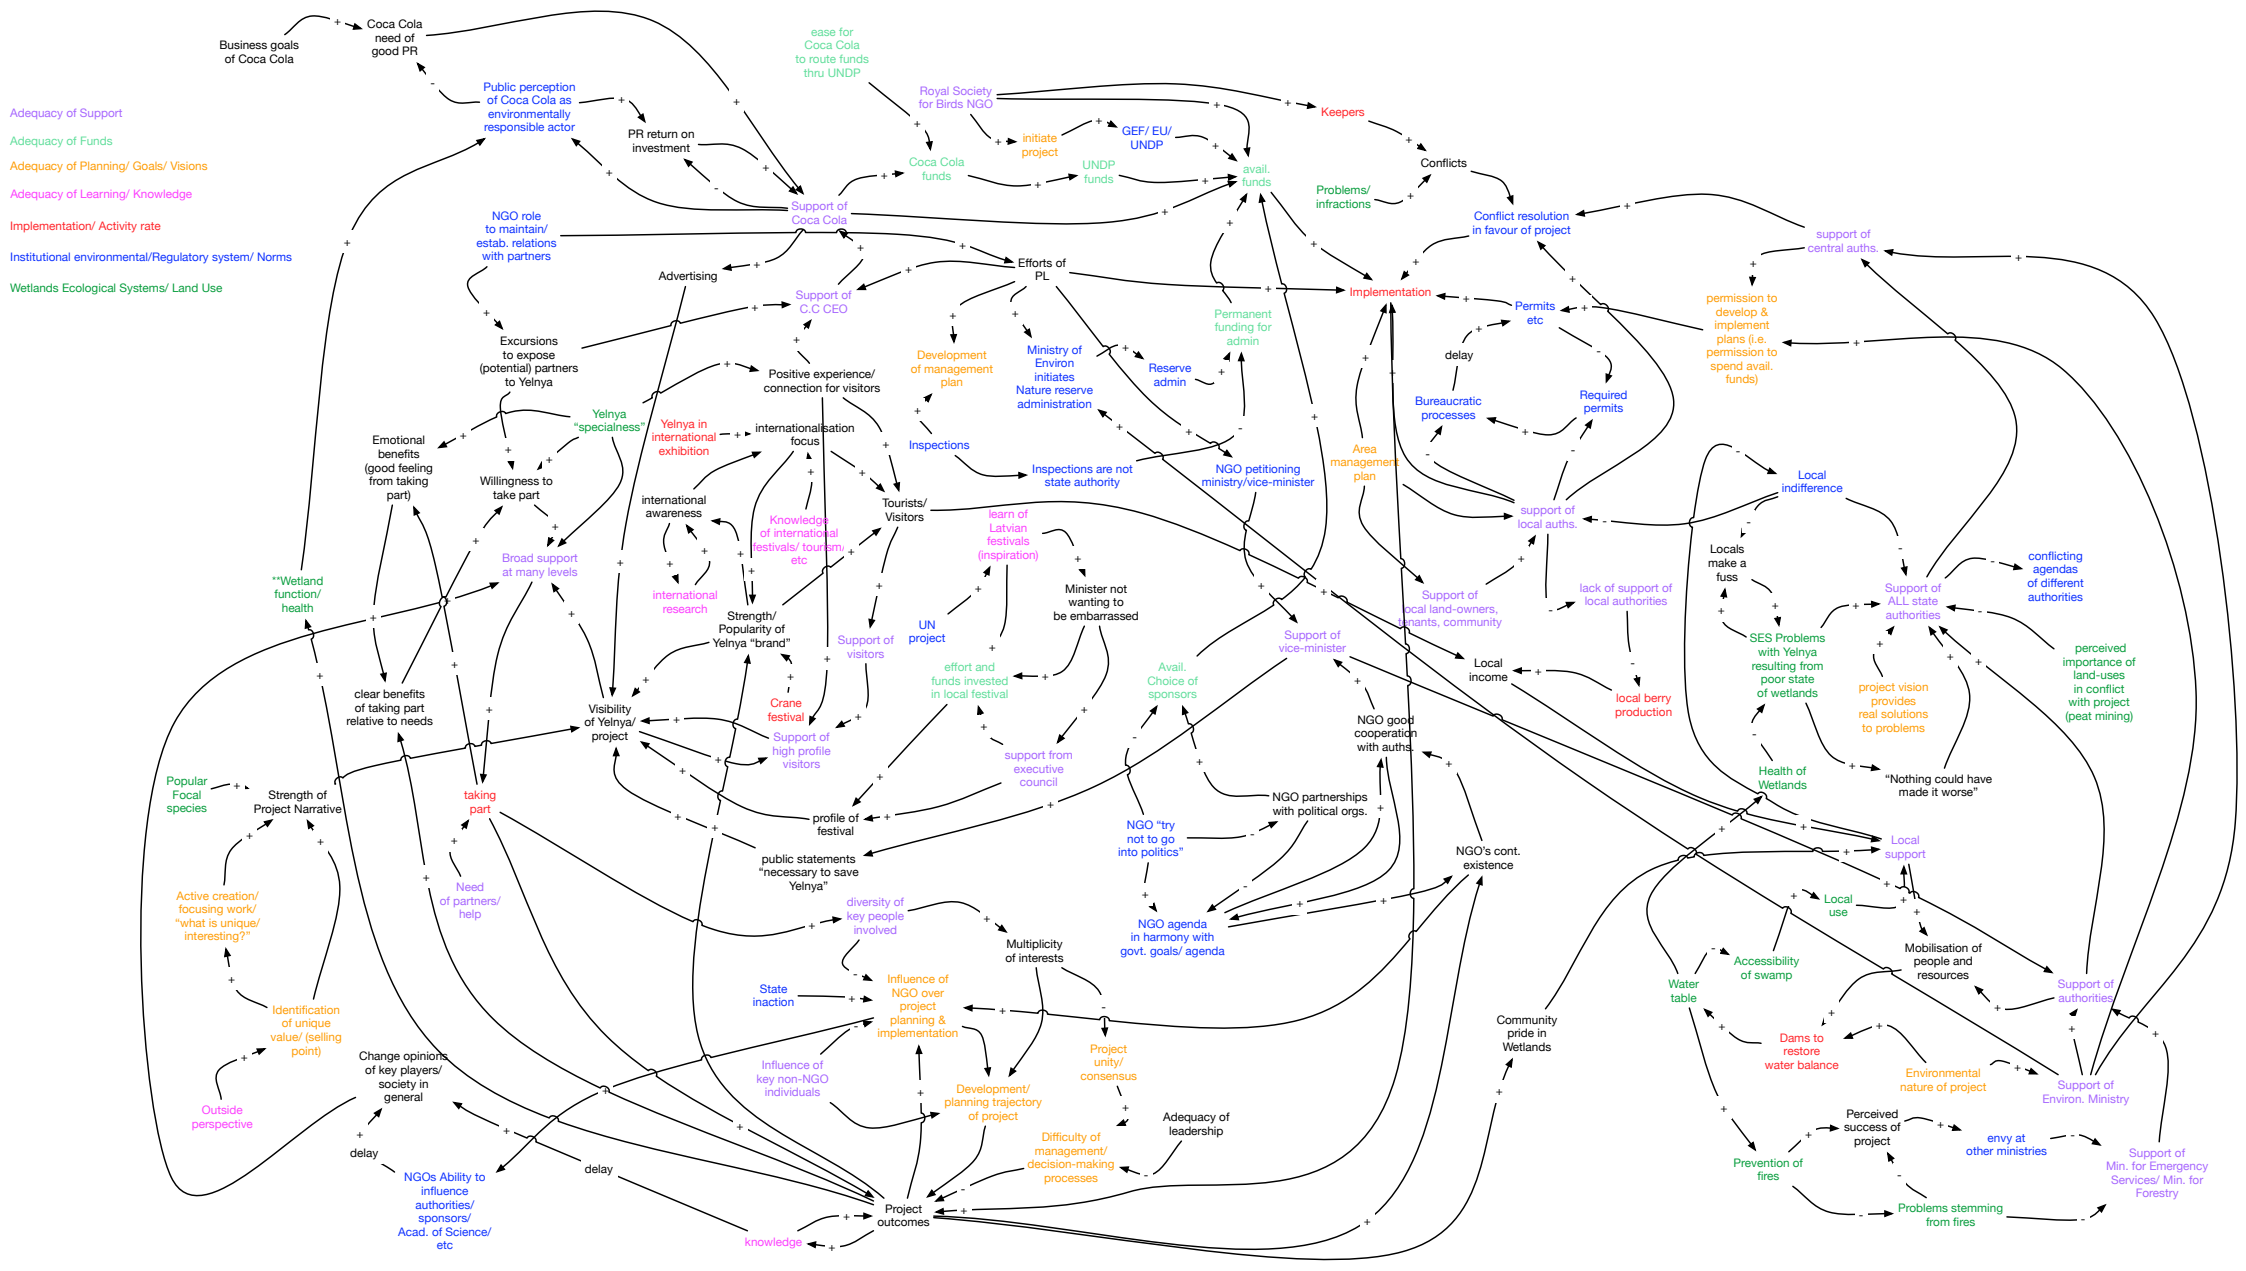 Adequacy of Support
Adequacy of Funds
Adequacy of Planning/ Goals/ Visions
Adequacy of Learning/ Knowledge
Implementation/ Activity rate
Institutional environmental/Regulatory system/ Norms
Wetlands Ecological Systems/ Land Use
Business goals
of Coca Cola
Coca Cola
need of
good PR
Public perception
of Coca Cola as
environmentally
responsible actor
PR return on
investment
ease for
Coca Cola
to route funds
thru UNDP
Royal Society
for Birds NGO
initiate
project
GEF/ EU/
UNDP
Coca Cola
funds
UNDP
funds
avail.
funds
Keepers
Conflicts
Problems/
infractions
Conflict resolution
in favour of project
support of
central auths.
NGO role
to maintain/
estab. relations
with partners
Support of
Coca Cola
Advertising
Support of
C.C CEO
Efforts of
PL
Implementation
Permits
etc
permission to
develop &
implement
plans (i.e.
permission to
spend avail.
funds)
Excursions
to expose
(potential) partners
to Yelnya
Positive experience/
connection for visitors
Development
of management
plan
Ministry of
Environ
initiates
Nature reserve
administration
Reserve
admin
Permanent
funding for
admin
delay
Bureaucratic
processes
Required
permits
Yelnya
“specialness”
Emotional
benefits
(good feeling
from taking
part)
Willingness to
take part
Yelnya in
international
exhibition
internationalisation
focus
international
awareness
Knowledge
of international
festivals/ tourism/
etc
Tourists/
Visitors
Inspections
Inspections are not
state authority
NGO petitioning
ministry/vice-minister
Area
management
plan
support of
local auths.
Local
indifference
Broad support
at many levels
international
research
Strength/
Popularity of
Yelnya “brand”
learn of
Latvian
festivals
(inspiration)
Minister not
wanting to
be embarrassed
UN
project
Support of
visitors
effort and
funds invested
in local festival
Support of
vice-minister
Support of
local land-owners,
tenants, community
lack of support of
local authorities
Locals
make a
fuss
Support of
ALL state
authorities
conflicting
agendas
of different
authorities
**Wetland
function/
health
clear benefits
of taking part
relative to needs
Visibility
of Yelnya/
project
Crane
festival
Support of
high profile
visitors
support from
executive
council
Avail.
Choice of
sponsors
NGO good
cooperation
with auths.
Local
income
local berry
production
SES Problems
with Yelnya
resulting from
poor state
of wetlands
project vision
provides
real solutions
to problems
perceived
importance of
land-uses
in conflict
with project
(peat mining)
Popular
Focal
species
Strength of
Project Narrative
taking
part
profile of
festival
public statements
“necessary to save
Yelnya”
NGO “try
not to go
into politics”
NGO partnerships
with political orgs.
NGO’s cont.
existence
Health of
Wetlands
“Nothing could have
made it worse”
Local
support
Active creation/
focusing work/
“what is unique/
interesting?”
Need
of partners/
help
diversity of
key people
involved
Multiplicity
of interests
NGO agenda
in harmony with
govt. goals/ agenda
Local
use
Accessibility
of swamp
Mobilisation of
people and
resources
Support of
authorities
Water
table
Identification
of unique
value/ (selling
point)
State
inaction
Influence of
NGO over
project
planning &
implementation
Project
unity/
consensus
Community
pride in
Wetlands
Dams to
restore
water balance
Environmental
nature of project
Support of
Environ. Ministry
Outside
perspective
Change opinions
of key players/
society in
general
Influence of
key non-NGO
individuals
Development/
planning trajectory
of project
Adequacy of
leadership
Difficulty of
management/
decision-making
processes
Perceived
success of
project
envy at
other ministries
Prevention of
fires
Support of
Min. for Emergency
Services/ Min. for
Forestry
delay
NGOs Ability to
influence
authorities/
sponsors/
Acad. of Science/
etc
delay
knowledge
Project
outcomes
Problems stemming
from fires